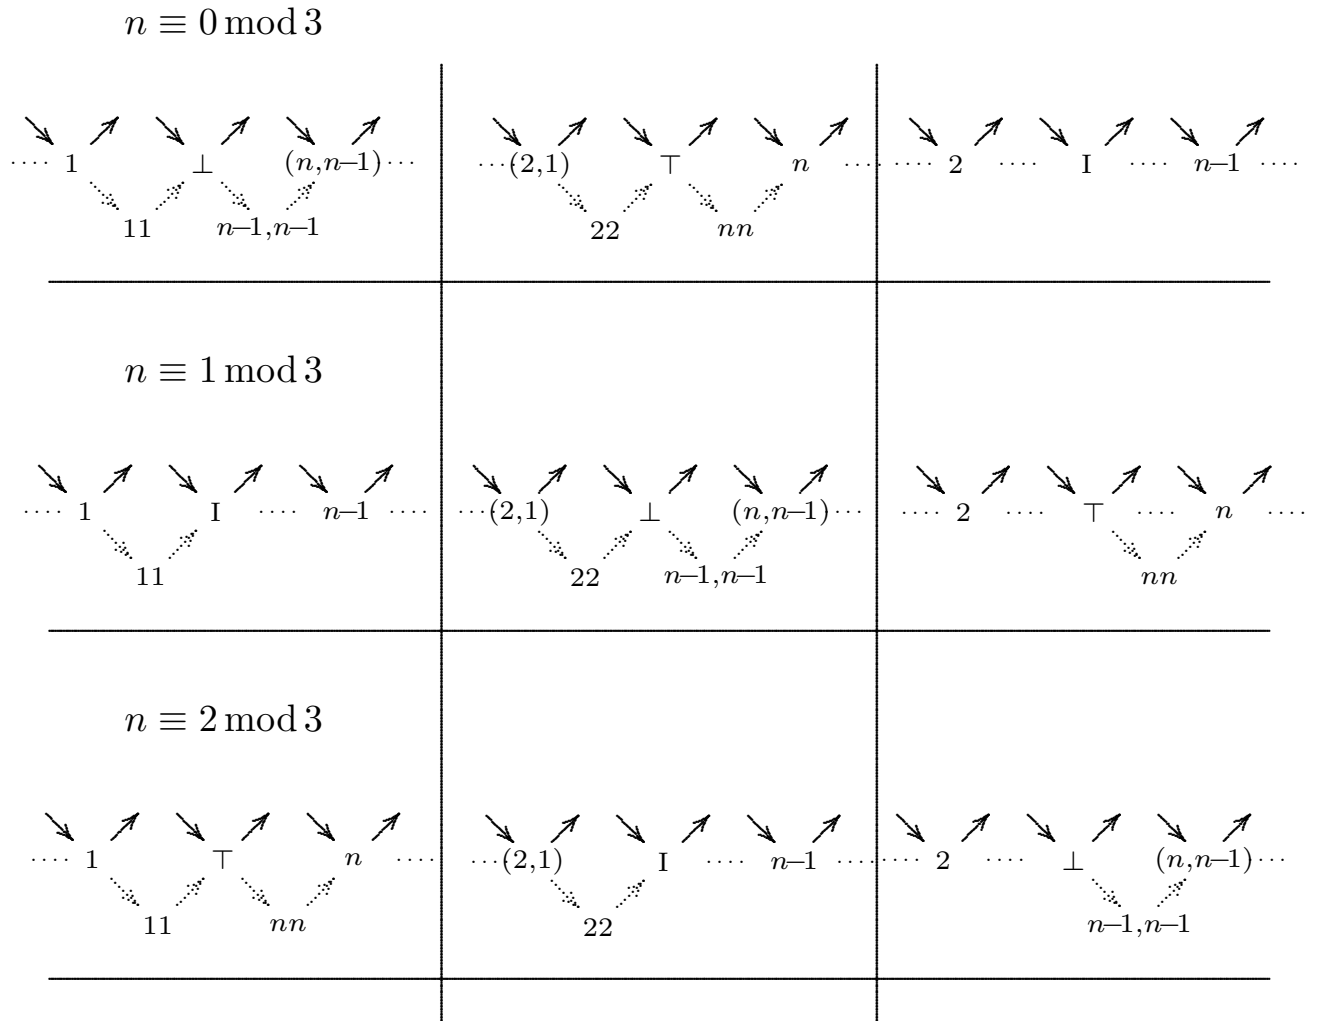 n ≡ 0 mod 3
···· 1 ⊥ (n,n−1)··· ···(2,1) ⊤ n ···· ···· 2 ···· I ···· n−1 ····
11 n−1,n−1 22 nn
n ≡ 1 mod 3
···· 1 I ···· n−1 ···· ····(2,1) ⊥ (n,n−1)··· ···· 2 ···· ⊤ ···· n ····
11 22 n−1,n−1 nn
n ≡ 2 mod 3
···· 1 ⊤ n ···· ···(2,1) I ···· n−1 ···· ···· 2 ···· ⊥ (n,n−1)···
11 nn 22 n−1,n−1